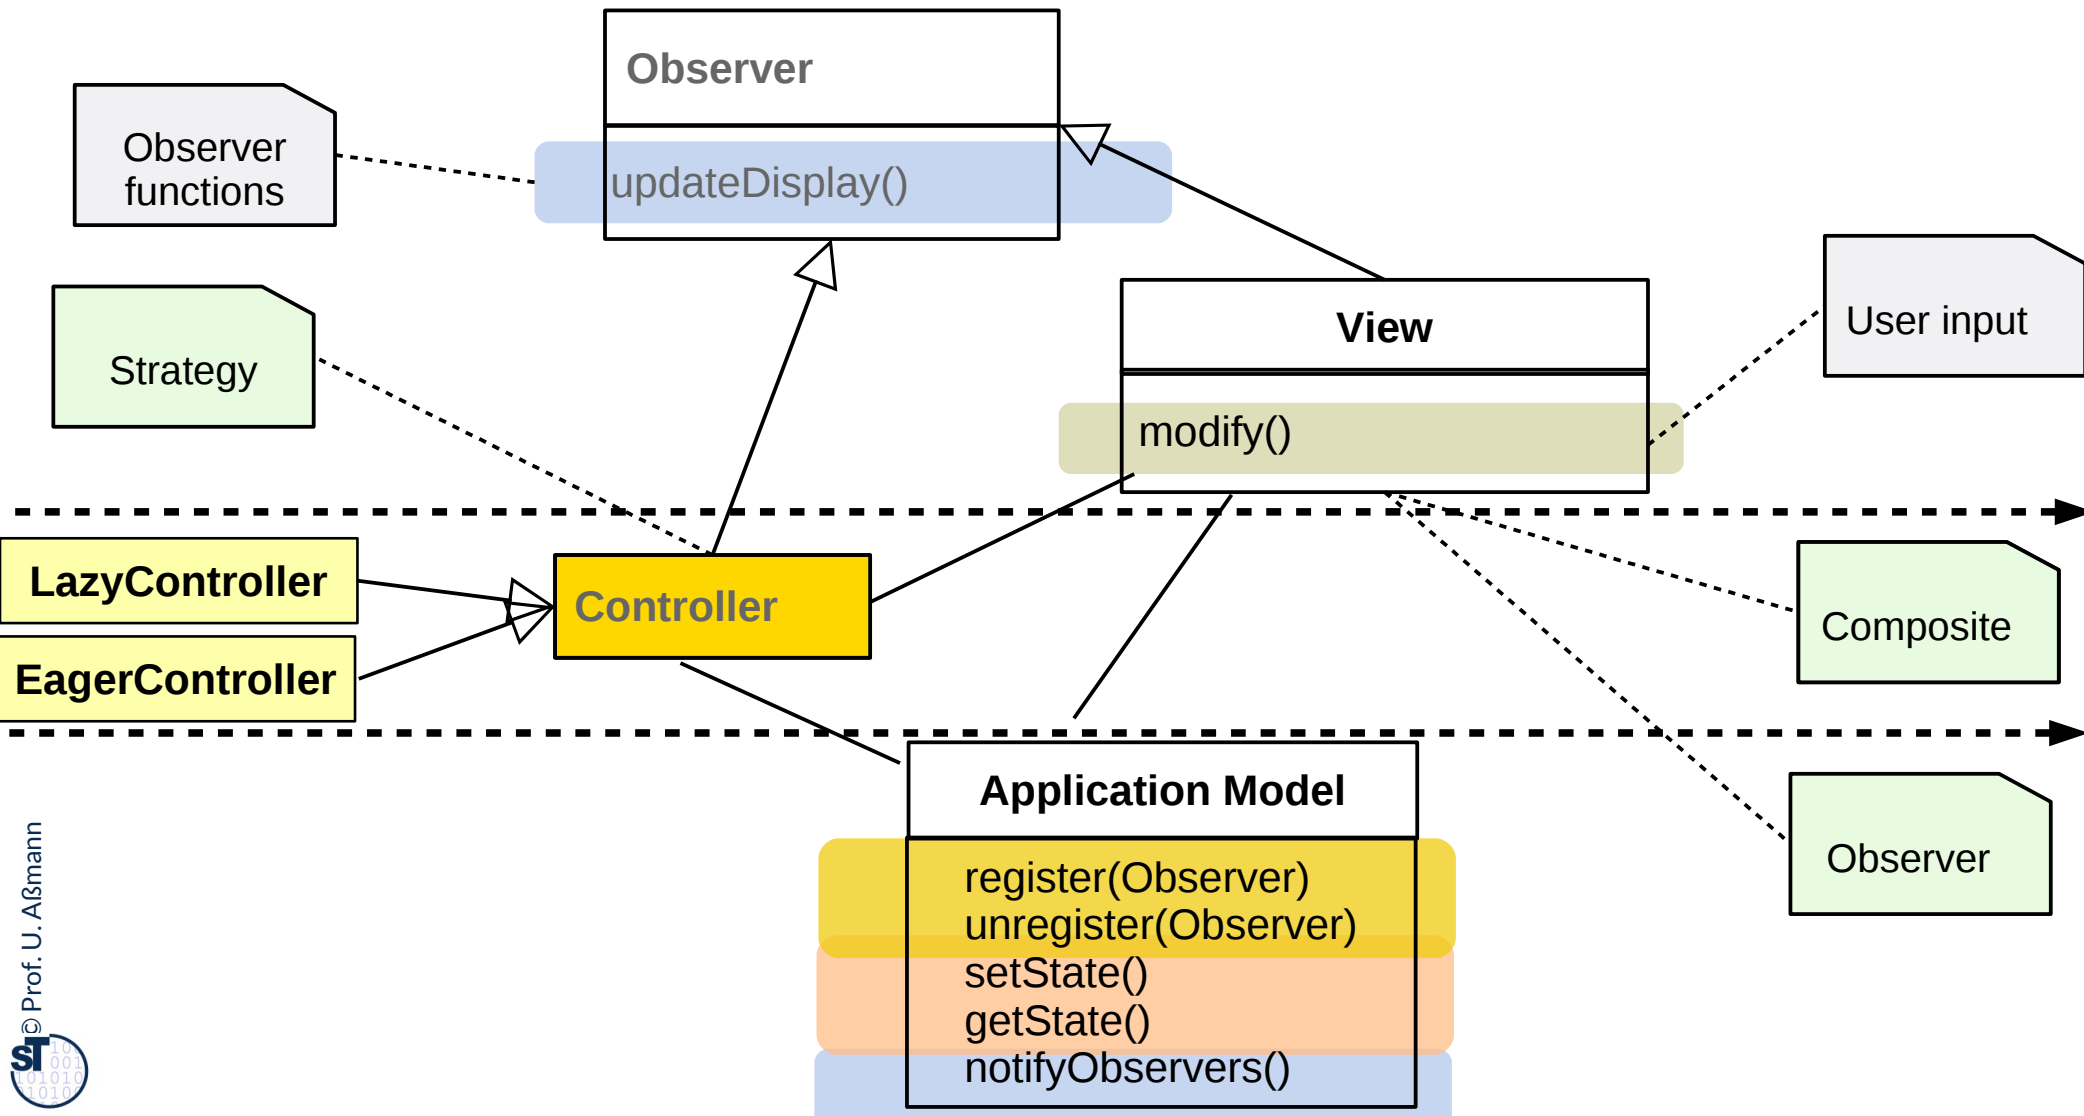 Observer
Observer
functions
updateDisplay()
User input
View
Strategy
modify()
LazyController
Controller
Composite
EagerController
Application Model
register(Observer)
Observer
unregister(Observer)
setState()
getState()
notifyObservers()
© Prof. U. Aßmann
ST